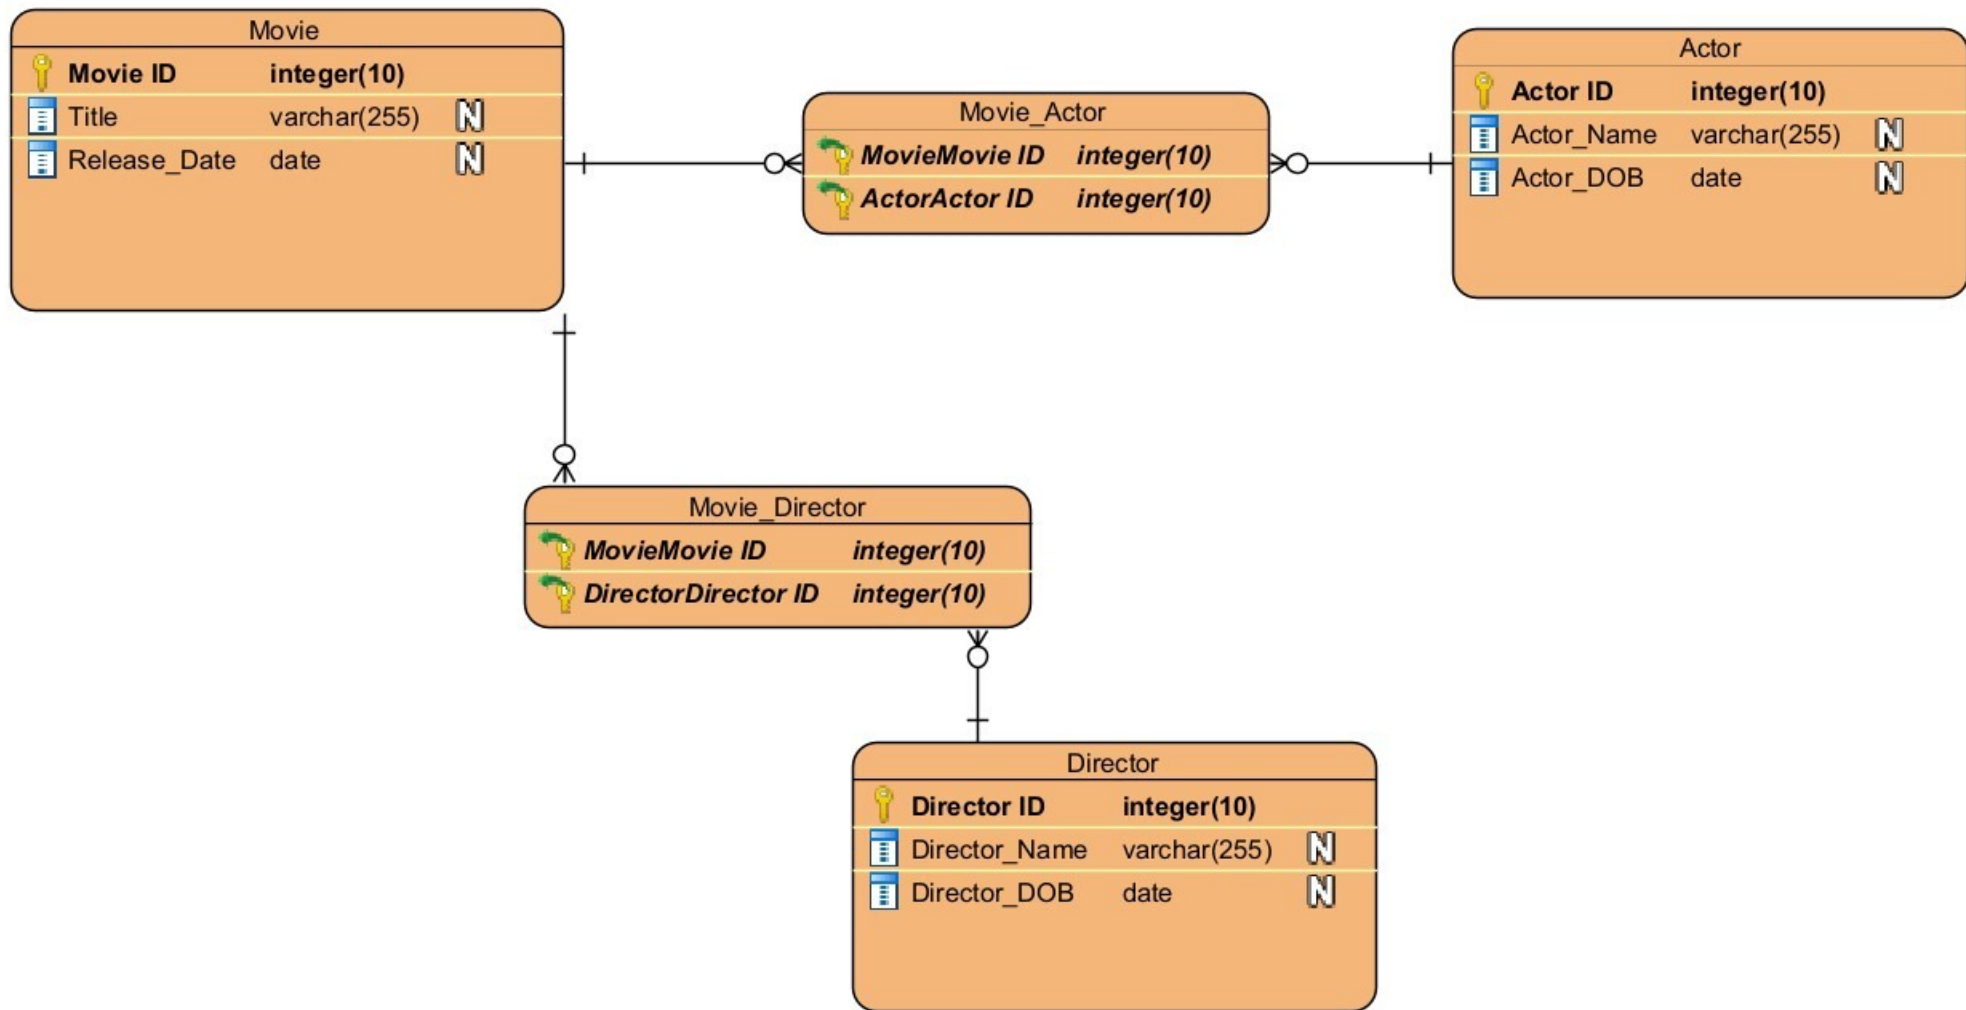 Movie
Movie ID integer(10)
Title varchar(255) N
Release_Date date N
Movie_Actor
MovieMovie ID integer(10)
ActorActor ID integer(10)
Actor
Actor ID integer(10)
Actor_Name varchar(255) N
Actor_DOB date N
Movie_Director
MovieMovie ID integer(10)
DirectorDirector ID integer(10)
Director
Director ID integer(10)
Director_Name varchar(255) N
Director_DOB date N